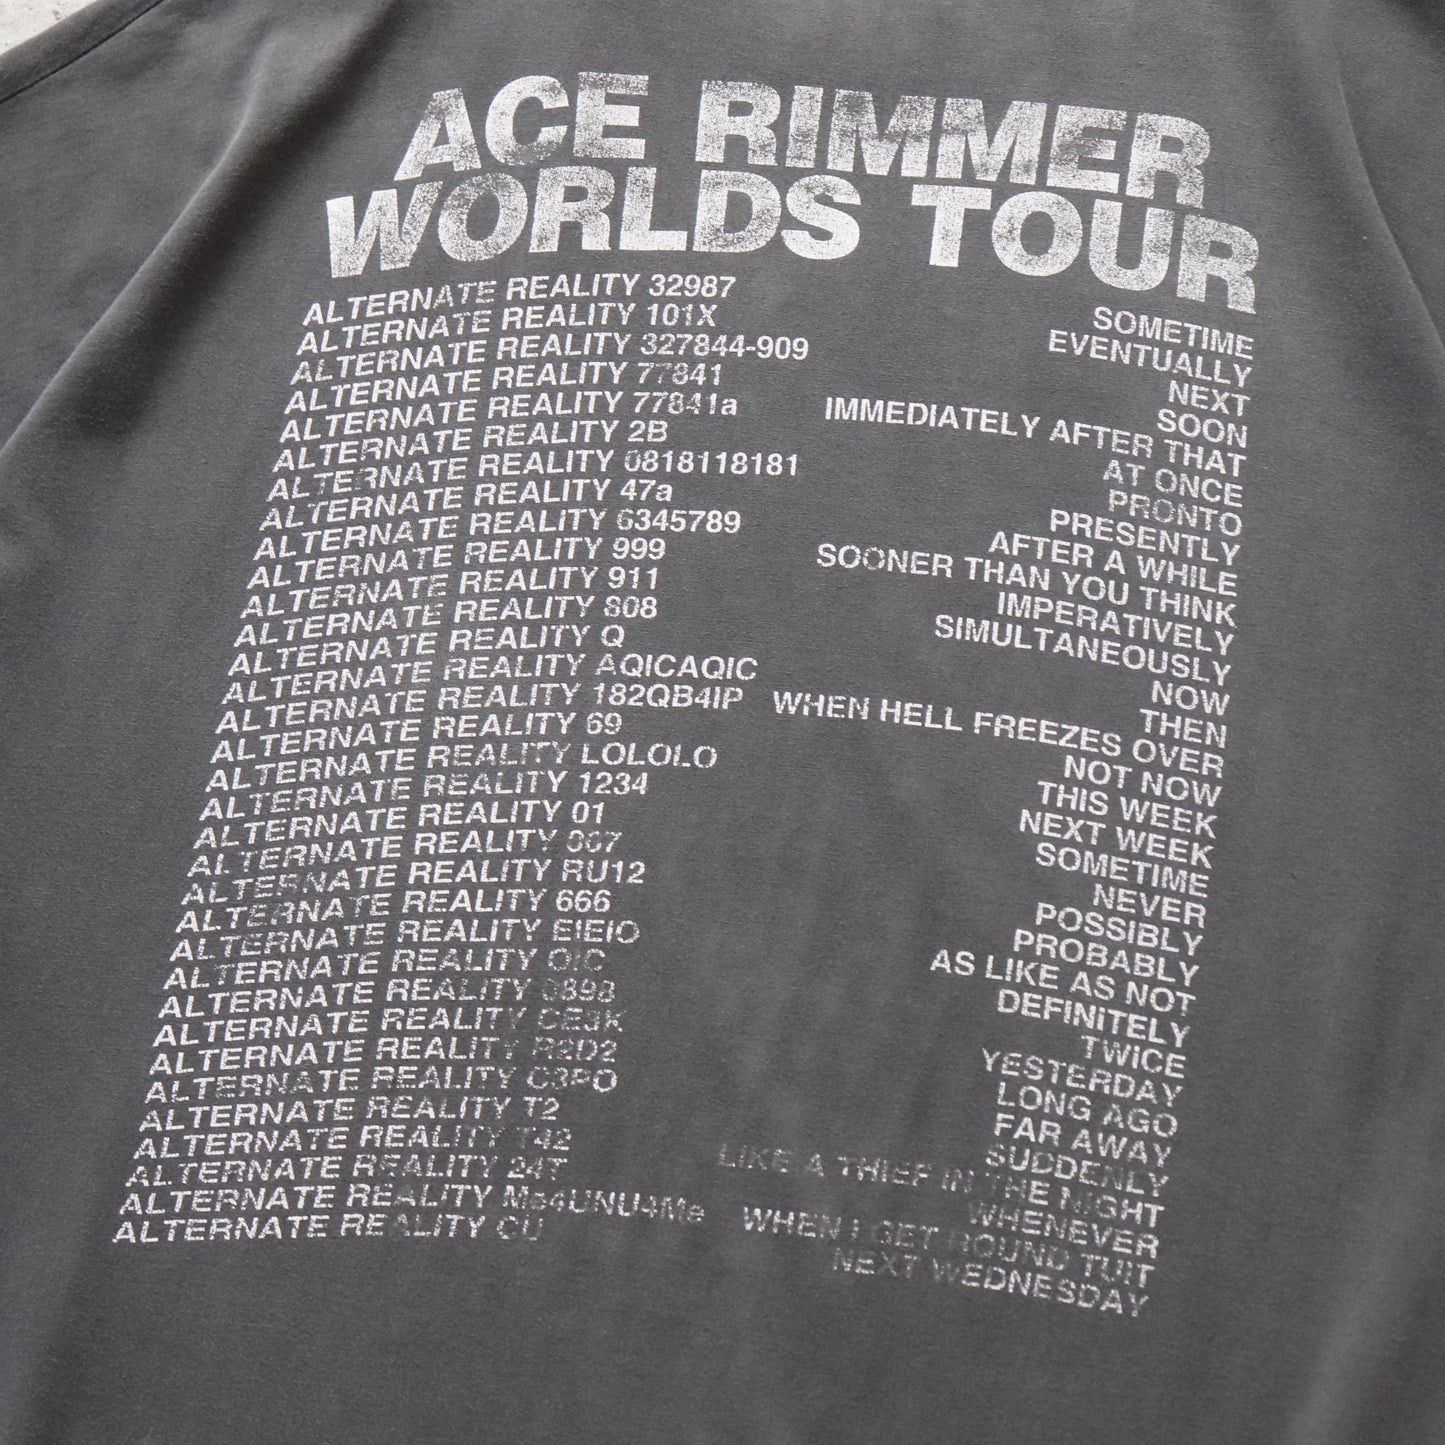 ACE RIMMER
WORLDS TOUR
ALTERNATE REALITY 32987 SOMETIME
ALTERNATE REALITY 101X EVENTUALLY
ALTERNATE REALITY 327844-909 NEXT
ALTERNATE REALITY 77841 SOON
ALTERNATE REALITY 77841a IMMEDIATELY AFTER THAT
ALTERNATE REALITY 2B AT ONCE
ALTERNATE REALITY 0818118181 PRONTO
ALTERNATE REALITY 47a PRESENTLY
ALTERNATE REALITY 6345789 AFTER A WHILE
ALTERNATE REALITY 999 SOONER THAN YOU THINK
ALTERNATE REALITY 911 IMPERATIVELY
ALTERNATE REALITY 808 SIMULTANEOUSLY
ALTERNATE REALITY Q NOW
ALTERNATE REALITY AQICAQIC THEN
ALTERNATE REALITY 182QB4IP WHEN HELL FREEZES OVER
ALTERNATE REALITY 69 NOT NOW
ALTERNATE REALITY LOLOLO THIS WEEK
ALTERNATE REALITY 1234 NEXT WEEK
ALTERNATE REALITY 01 SOMETIME
ALTERNATE REALITY NEVER
ALTERNATE REALITY RU12 POSSIBLY
ALTERNATE REALITY 666 PROBABLY
ALTERNATE REALITY EIEIO AS LIKE AS NOT
ALTERNATE REALITY OIC DEFINITELY
ALTERNATE REALITY 0898 TWICE
ALTERNATE REALITY CE3K YESTERDAY
ALTERNATE REALITY R2D2 LONG AGO
ALTERNATE REALITY C3PO FAR AWAY
ALTERNATE REALITY T2 SUDDENLY
ALTERNATE REALITY T42 LIKE A THIEF IN THE NIGHT
ALTERNATE REALITY 24T WHENEVER
ALTERNATE REALITY Me4UNU4Me WHEN I GET ROUND TUIT
ALTERNATE REALITY CU NEXT WEDNESDAY